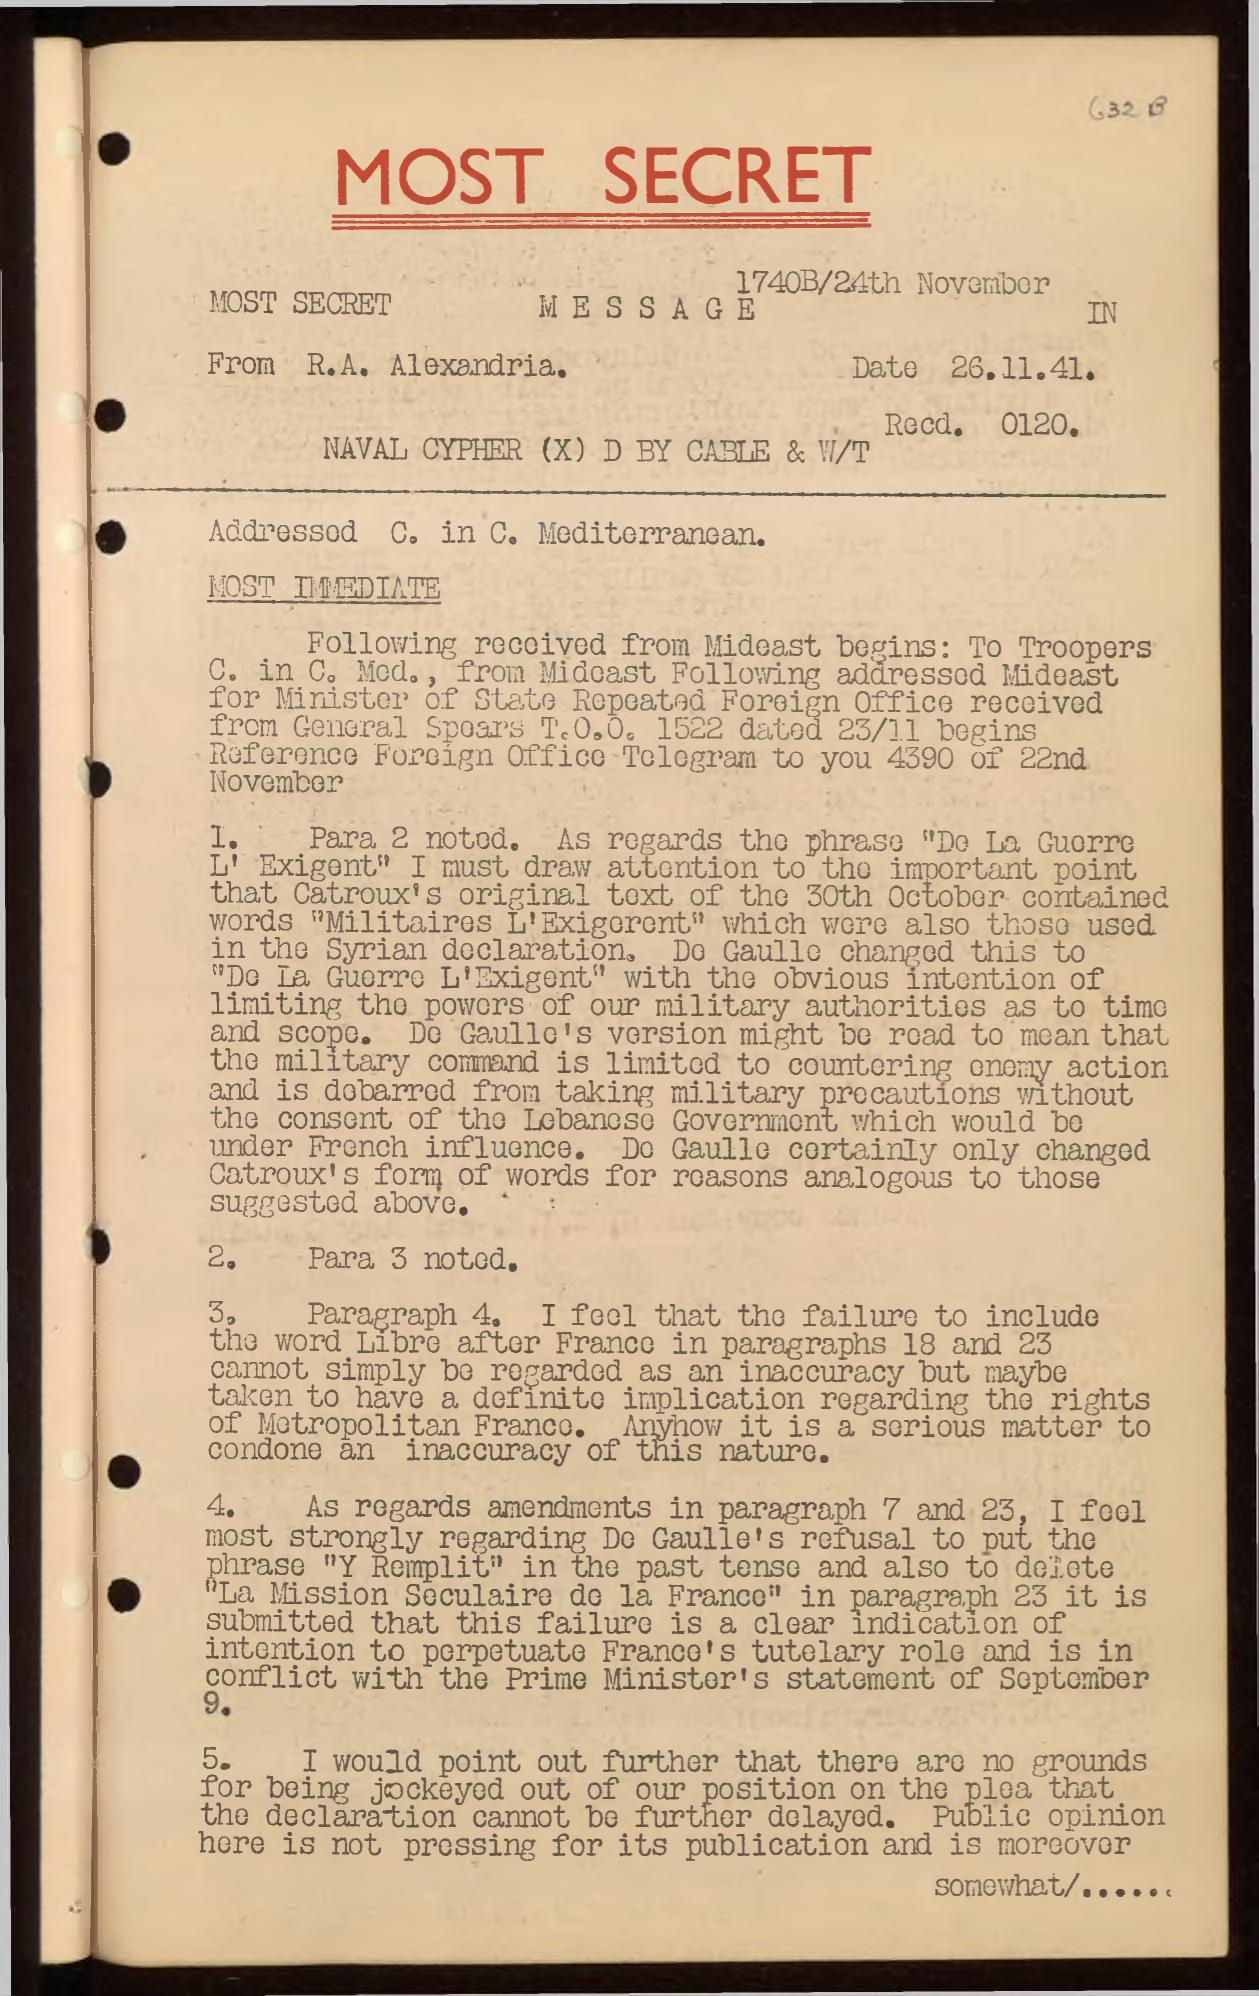 632 B
MOST SECRET
1740B/24th November
MOST SECRET M E S S A G E IN
From R.A. Alexandria. Date 26.11.41.
Recd. 0120.
NAVAL CYPHER (X) D BY CABLE & W/T
Addressed C. in C. Mediterranean.
MOST IMMEDIATE
Following received from Mideast begins: To Troopers
C. in C. Med., from Mideast Following addressed Mideast
for Minister of State Repeated Foreign Office received
from General Spears T.O.O. 1522 dated 23/11 begins
Reference Foreign Office Telegram to you 4390 of 22nd
November
1. Para 2 noted. As regards the phrase "De La Guerre
L' Exigent" I must draw attention to the important point
that Catroux's original text of the 30th October contained
words "Militaires L'Exigerent" which were also those used
in the Syrian declaration. De Gaulle changed this to
"De La Guerre L'Exigent" with the obvious intention of
limiting the powers of our military authorities as to time
and scope. De Gaulle's version might be read to mean that
the military command is limited to countering enemy action
and is debarred from taking military precautions without
the consent of the Lebanese Government which would be
under French influence. De Gaulle certainly only changed
Catroux's form of words for reasons analogous to those
suggested above.
2. Para 3 noted.
3. Paragraph 4. I feel that the failure to include
the word Libre after France in paragraphs 18 and 23
cannot simply be regarded as an inaccuracy but maybe
taken to have a definite implication regarding the rights
of Metropolitan France. Anyhow it is a serious matter to
condone an inaccuracy of this nature.
4. As regards amendments in paragraph 7 and 23, I feel
most strongly regarding De Gaulle's refusal to put the
phrase "Y Remplit" in the past tense and also to delete
"La Mission Seculaire de la France" in paragraph 23 it is
submitted that this failure is a clear indication of
intention to perpetuate France's tutelary role and is in
conflict with the Prime Minister's statement of September
9.
5. I would point out further that there are no grounds
for being jockeyed out of our position on the plea that
the declaration cannot be further delayed. Public opinion
here is not pressing for its publication and is moreover
somewhat/......